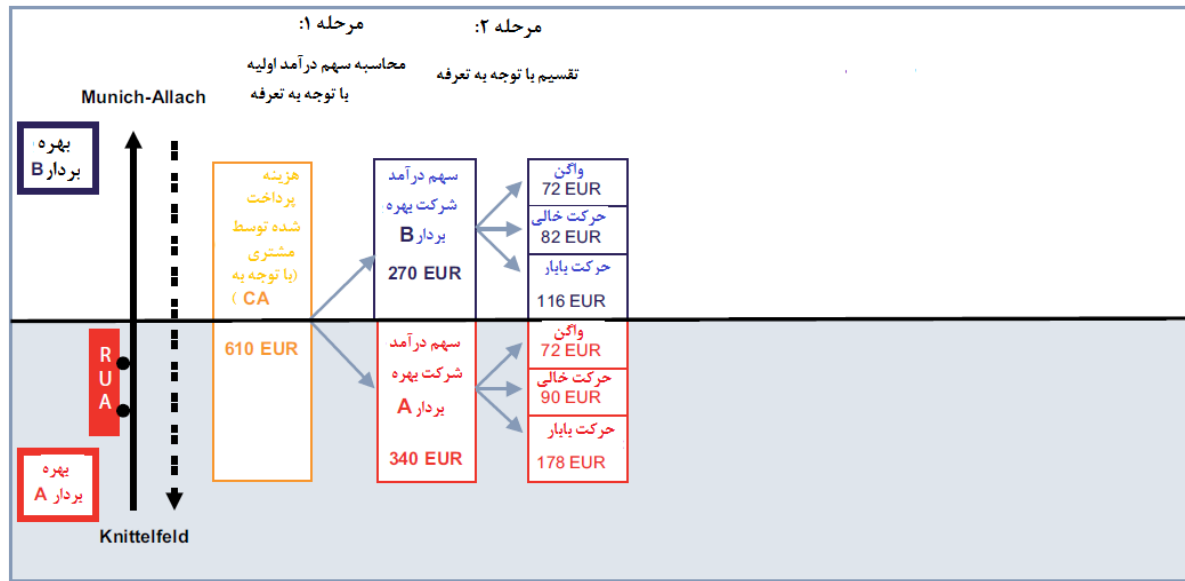 مرحله ۱:
محاسبه سهم درآمد اولیه
با توجه به تعرفه
مرحله ۲:
تقسیم با توجه به تعرفه
Munich-Allach
بهره
بردار B
هزینه
پرداخت
شده توسط
مشتری
(با توجه به
CA )
610 EUR
سهم درآمد
شرکت بهره
بردار B
270 EUR
واگن
72 EUR
حرکت خالی
82 EUR
حرکت بابار
116 EUR
R
U
A
سهم درآمد
شرکت بهره
بردار A
340 EUR
واگن
72 EUR
حرکت خالی
90 EUR
حرکت بابار
178 EUR
بهره
بردار A
Knittelfeld